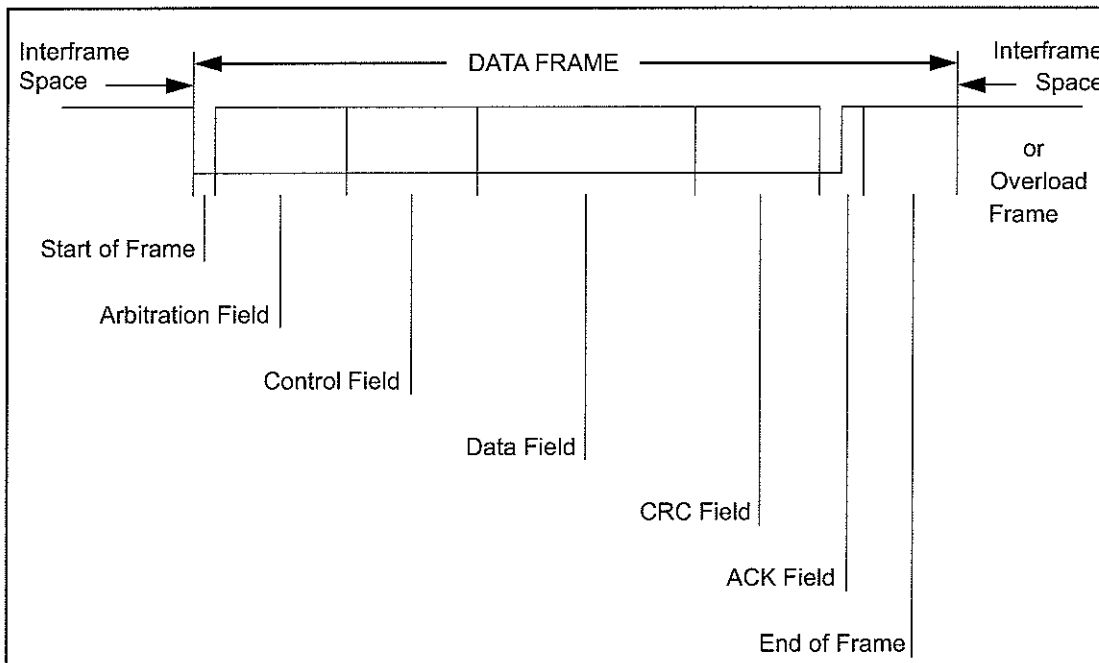 Interframe
Space
DATA FRAME
Interframe
Space
or
Overload
Frame
Start of Frame
Arbitration Field
Control Field
Data Field
CRC Field
ACK Field
End of Frame